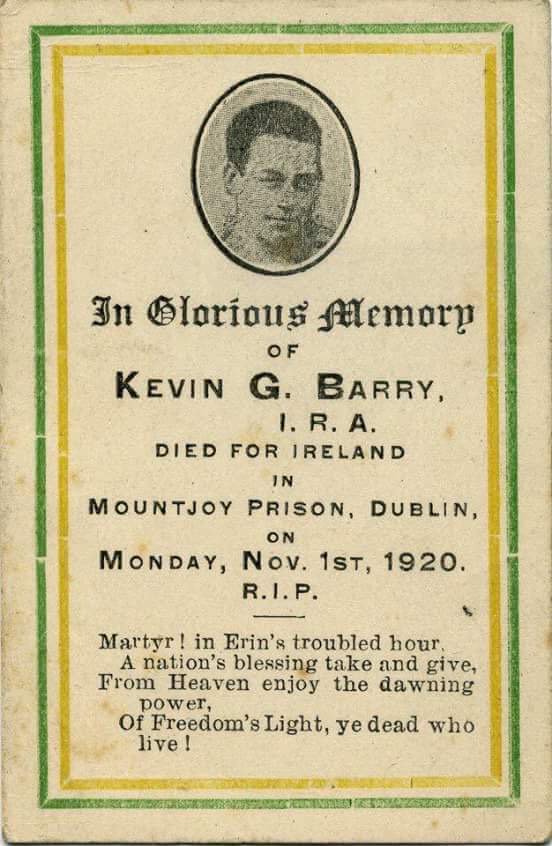 In Glorious Memory
OF
KEVIN G. BARRY,
I. R. A.
DIED FOR IRELAND
IN
MOUNTJOY PRISON, DUBLIN,
ON
MONDAY, NOV. 1ST, 1920.
R.I.P.
Martyr! in Erin's troubled hour,
A nation's blessing take and give,
From Heaven enjoy the dawning
power,
Of Freedom's Light, ye dead who
live!